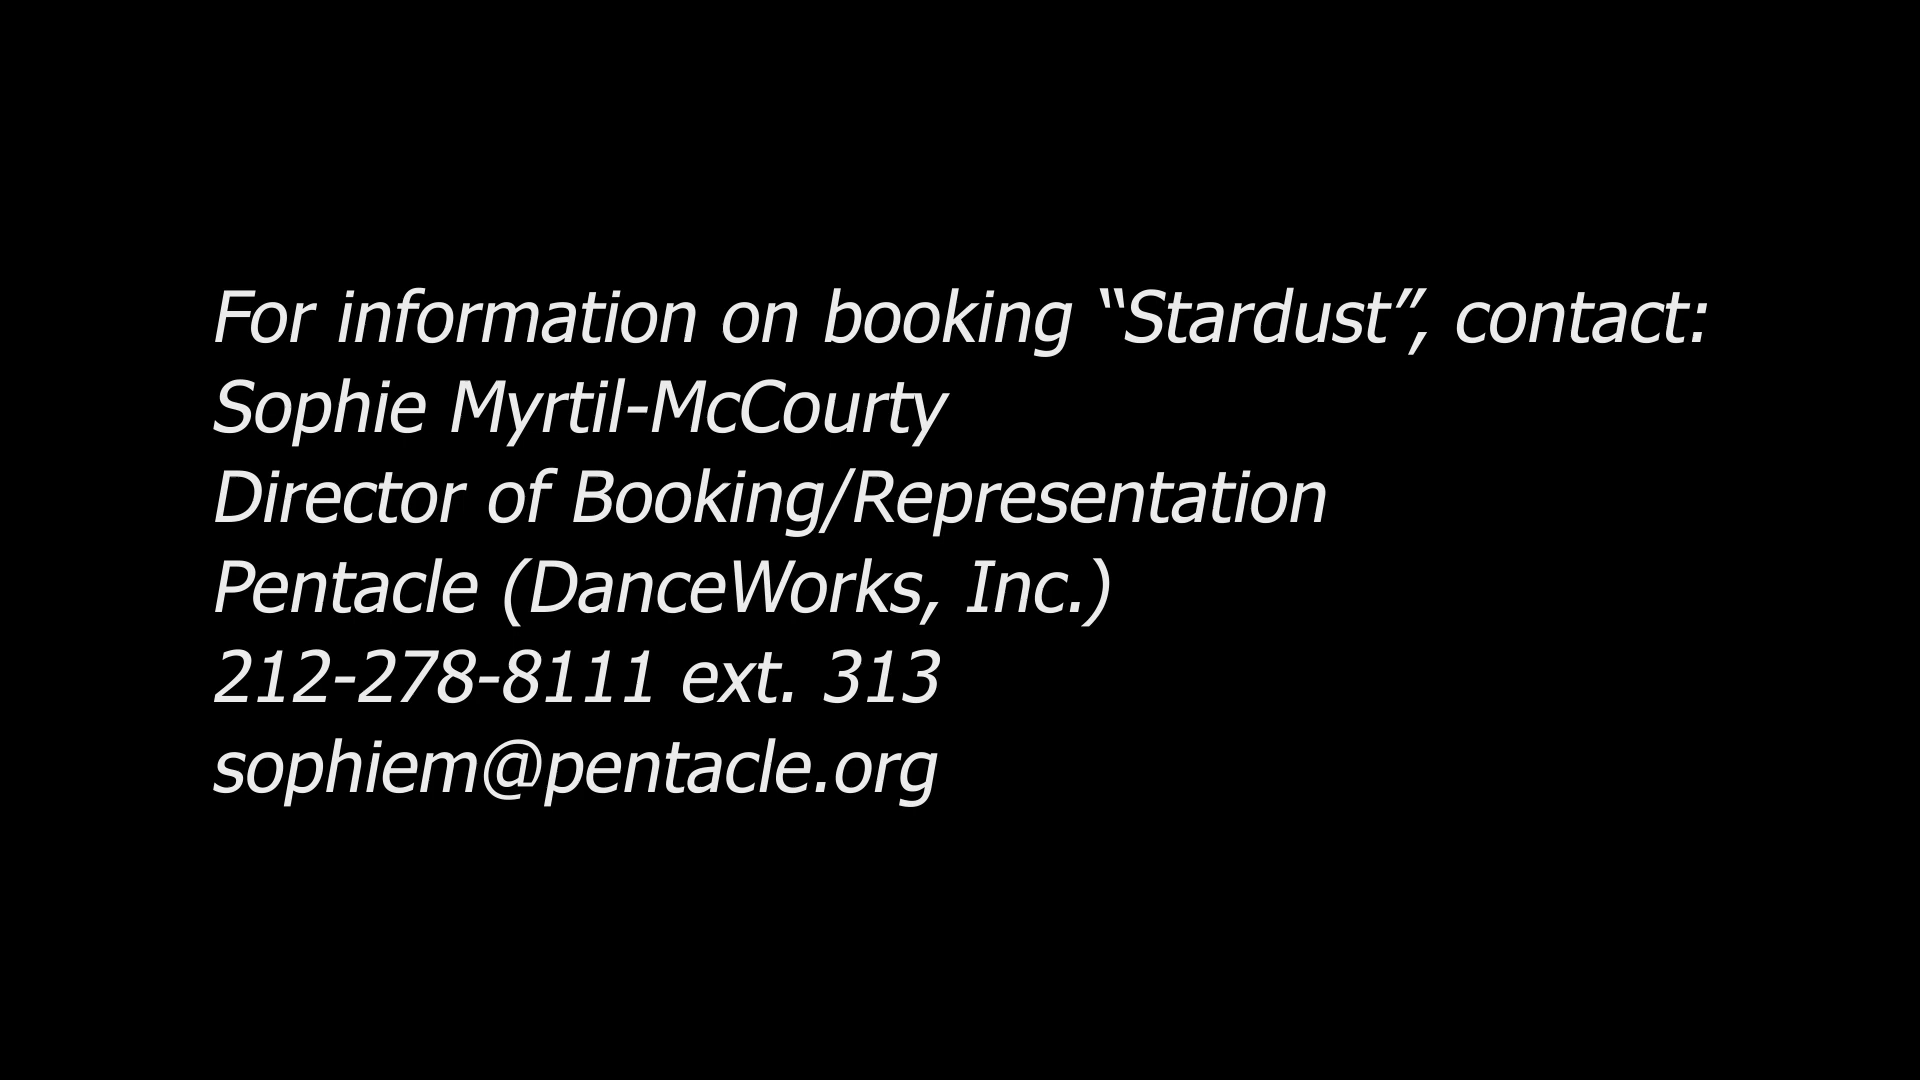 For information on booking “Stardust”, contact:
Sophie Myrtil-McCourty
Director of Booking/Representation
Pentacle (DanceWorks, Inc.)
212-278-8111 ext. 313
sophiem@pentacle.org